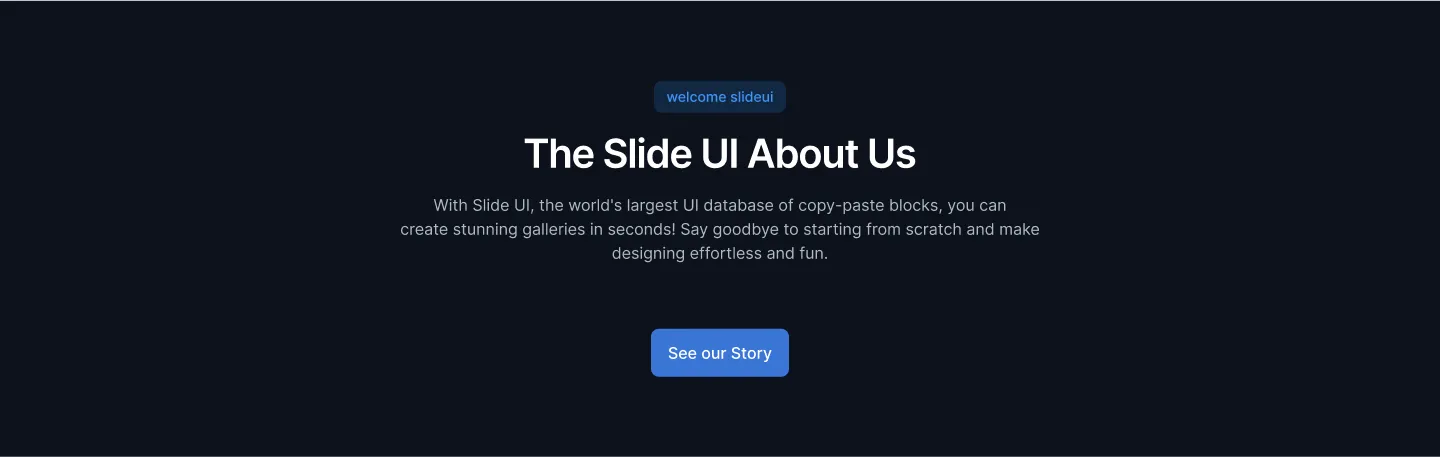 welcome slideui
The Slide UI About Us
With Slide UI, the world's largest UI database of copy-paste blocks, you can
create stunning galleries in seconds! Say goodbye to starting from scratch and make
designing effortless and fun.
See our Story